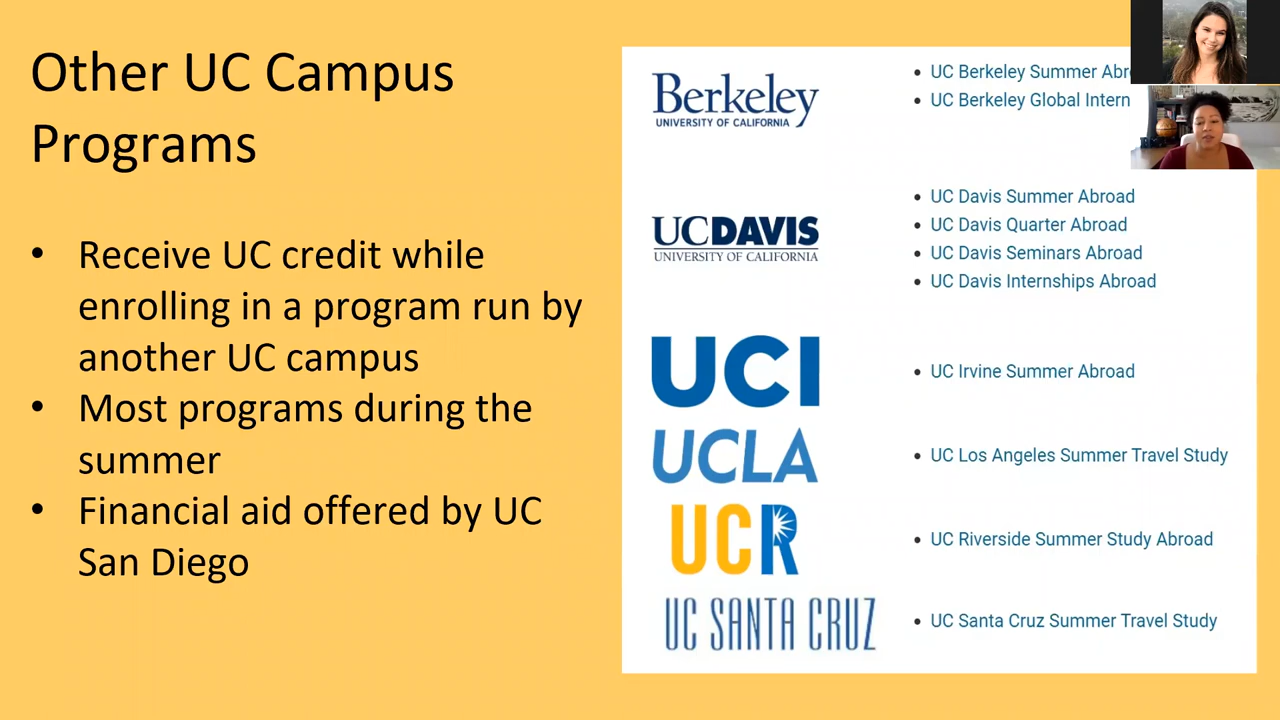 Other UC Campus
Programs
• Receive UC credit while
enrolling in a program run by
another UC campus
• Most programs during the
summer
• Financial aid offered by UC
San Diego
Berkeley
UNIVERSITY OF CALIFORNIA
• UC Berkeley Summer
• UC Berkeley Global Intern
UCDAVIS
UNIVERSITY OF CALIFORNIA
• UC Davis Summer Abroad
• UC Davis Quarter Abroad
• UC Davis Seminars Abroad
• UC Davis Internships Abroad
UCI
• UC Irvine Summer Abroad
UCLA
• UC Los Angeles Summer Travel Study
UCR
• UC Riverside Summer Study Abroad
UC SANTA CRUZ
• UC Santa Cruz Summer Travel Study